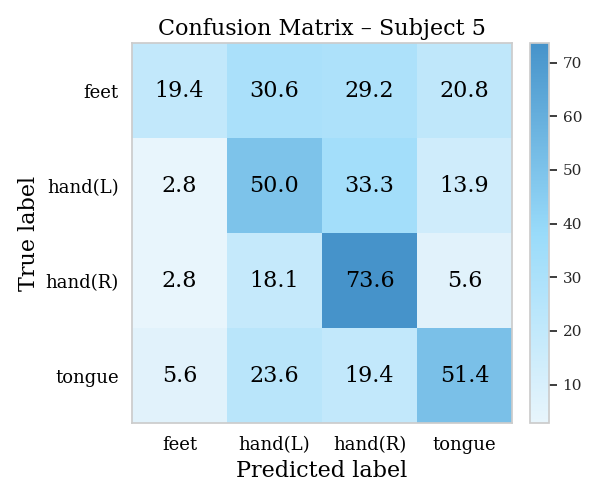 Confusion Matrix – Subject 5
True label
feet 19.4 30.6 29.2 20.8
hand(L) 2.8 50.0 33.3 13.9
hand(R) 2.8 18.1 73.6 5.6
tongue 5.6 23.6 19.4 51.4
feet hand(L) hand(R) tongue
Predicted label
70
60
50
40
30
20
10